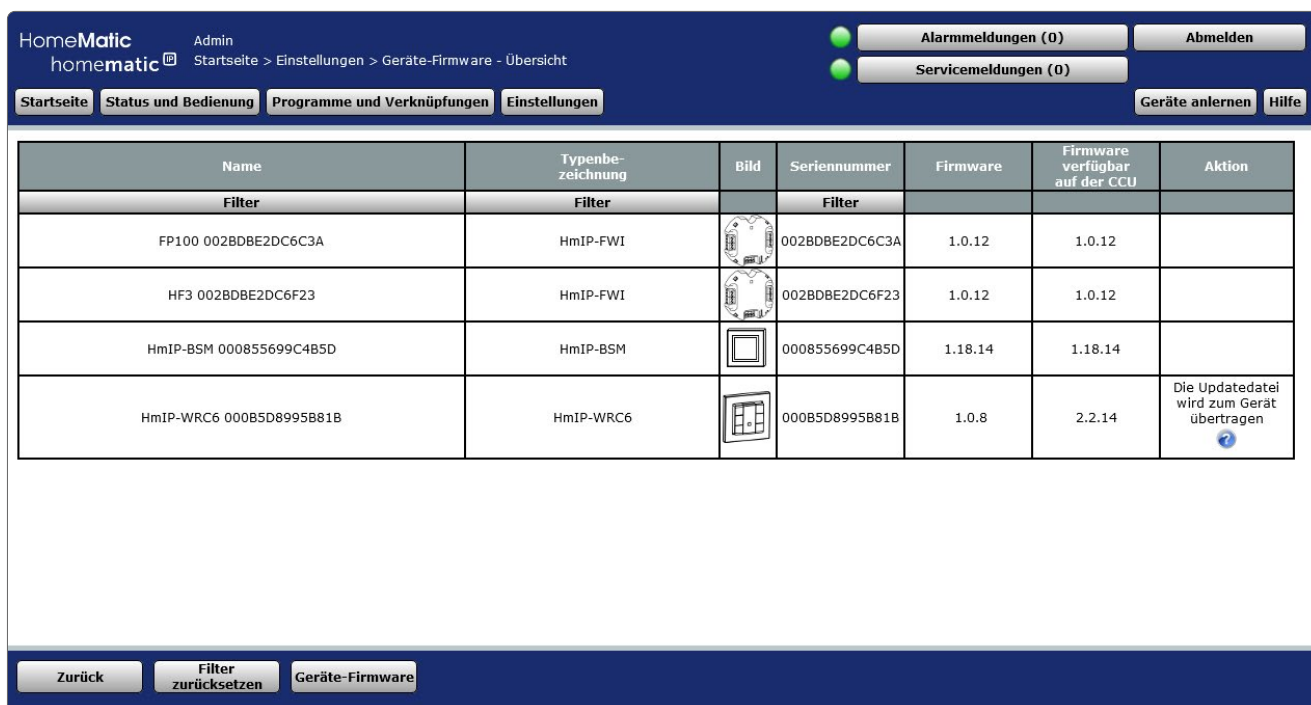 HomeMatic
homematic IP
Admin
Startseite > Einstellungen > Geräte-Firmware - Übersicht
Alarmmeldungen (0)
Abmelden
Servicemeldungen (0)
Startseite
Status und Bedienung
Programme und Verknüpfungen
Einstellungen
Geräte anlernen
Hilfe
Name
Typenbe-
zeichnung
Bild
Seriennummer
Firmware
Firmware
verfügbar
auf der CCU
Aktion
Filter
Filter
Filter
FP100 002BDBE2DC6C3A
HmIP-FWI
002BDBE2DC6C3A
1.0.12
1.0.12
HF3 002BDBE2DC6F23
HmIP-FWI
002BDBE2DC6F23
1.0.12
1.0.12
HmIP-BSM 000855699C4B5D
HmIP-BSM
000855699C4B5D
1.18.14
1.18.14
HmIP-WRC6 000B5D8995B81B
HmIP-WRC6
000B5D8995B81B
1.0.8
2.2.14
Die Updatedatei
wird zum Gerät
übertragen
?
Zurück
Filter
zurücksetzen
Geräte-Firmware